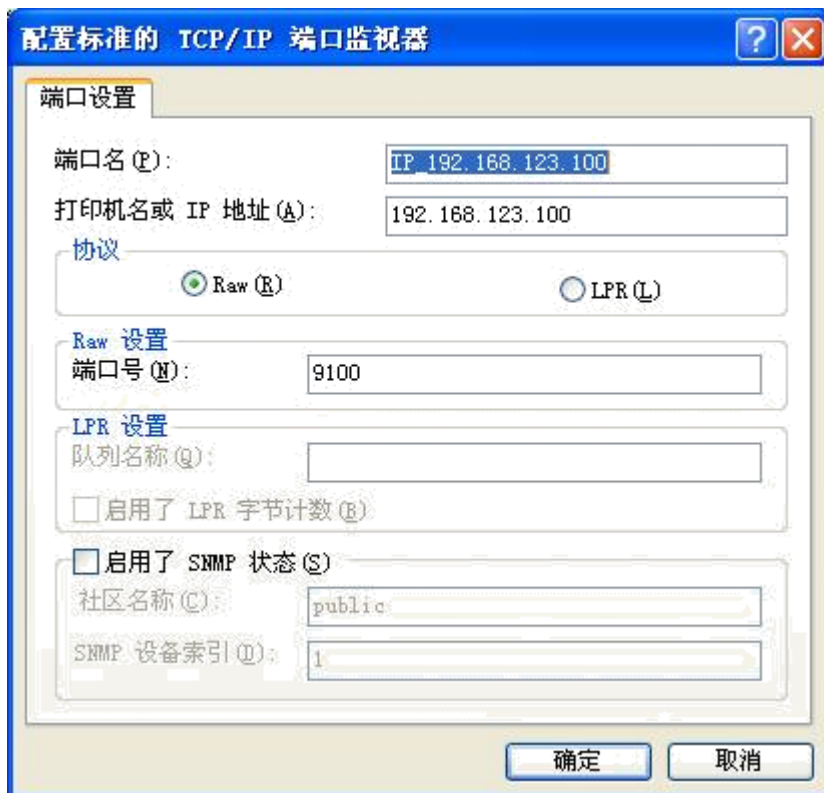 配置标准的 TCP/IP 端口监视器
端口设置
端口名(P): IP_192.168.123.100
打印机名或 IP 地址(A): 192.168.123.100
协议
Raw(R) LPR(L)
Raw 设置
端口号(N): 9100
LPR 设置
队列名称(Q):
启用了 LPR 字节计数(B)
启用了 SNMP 状态(S)
社区名称(C): public
SNMP 设备索引(D): 1
确定 取消